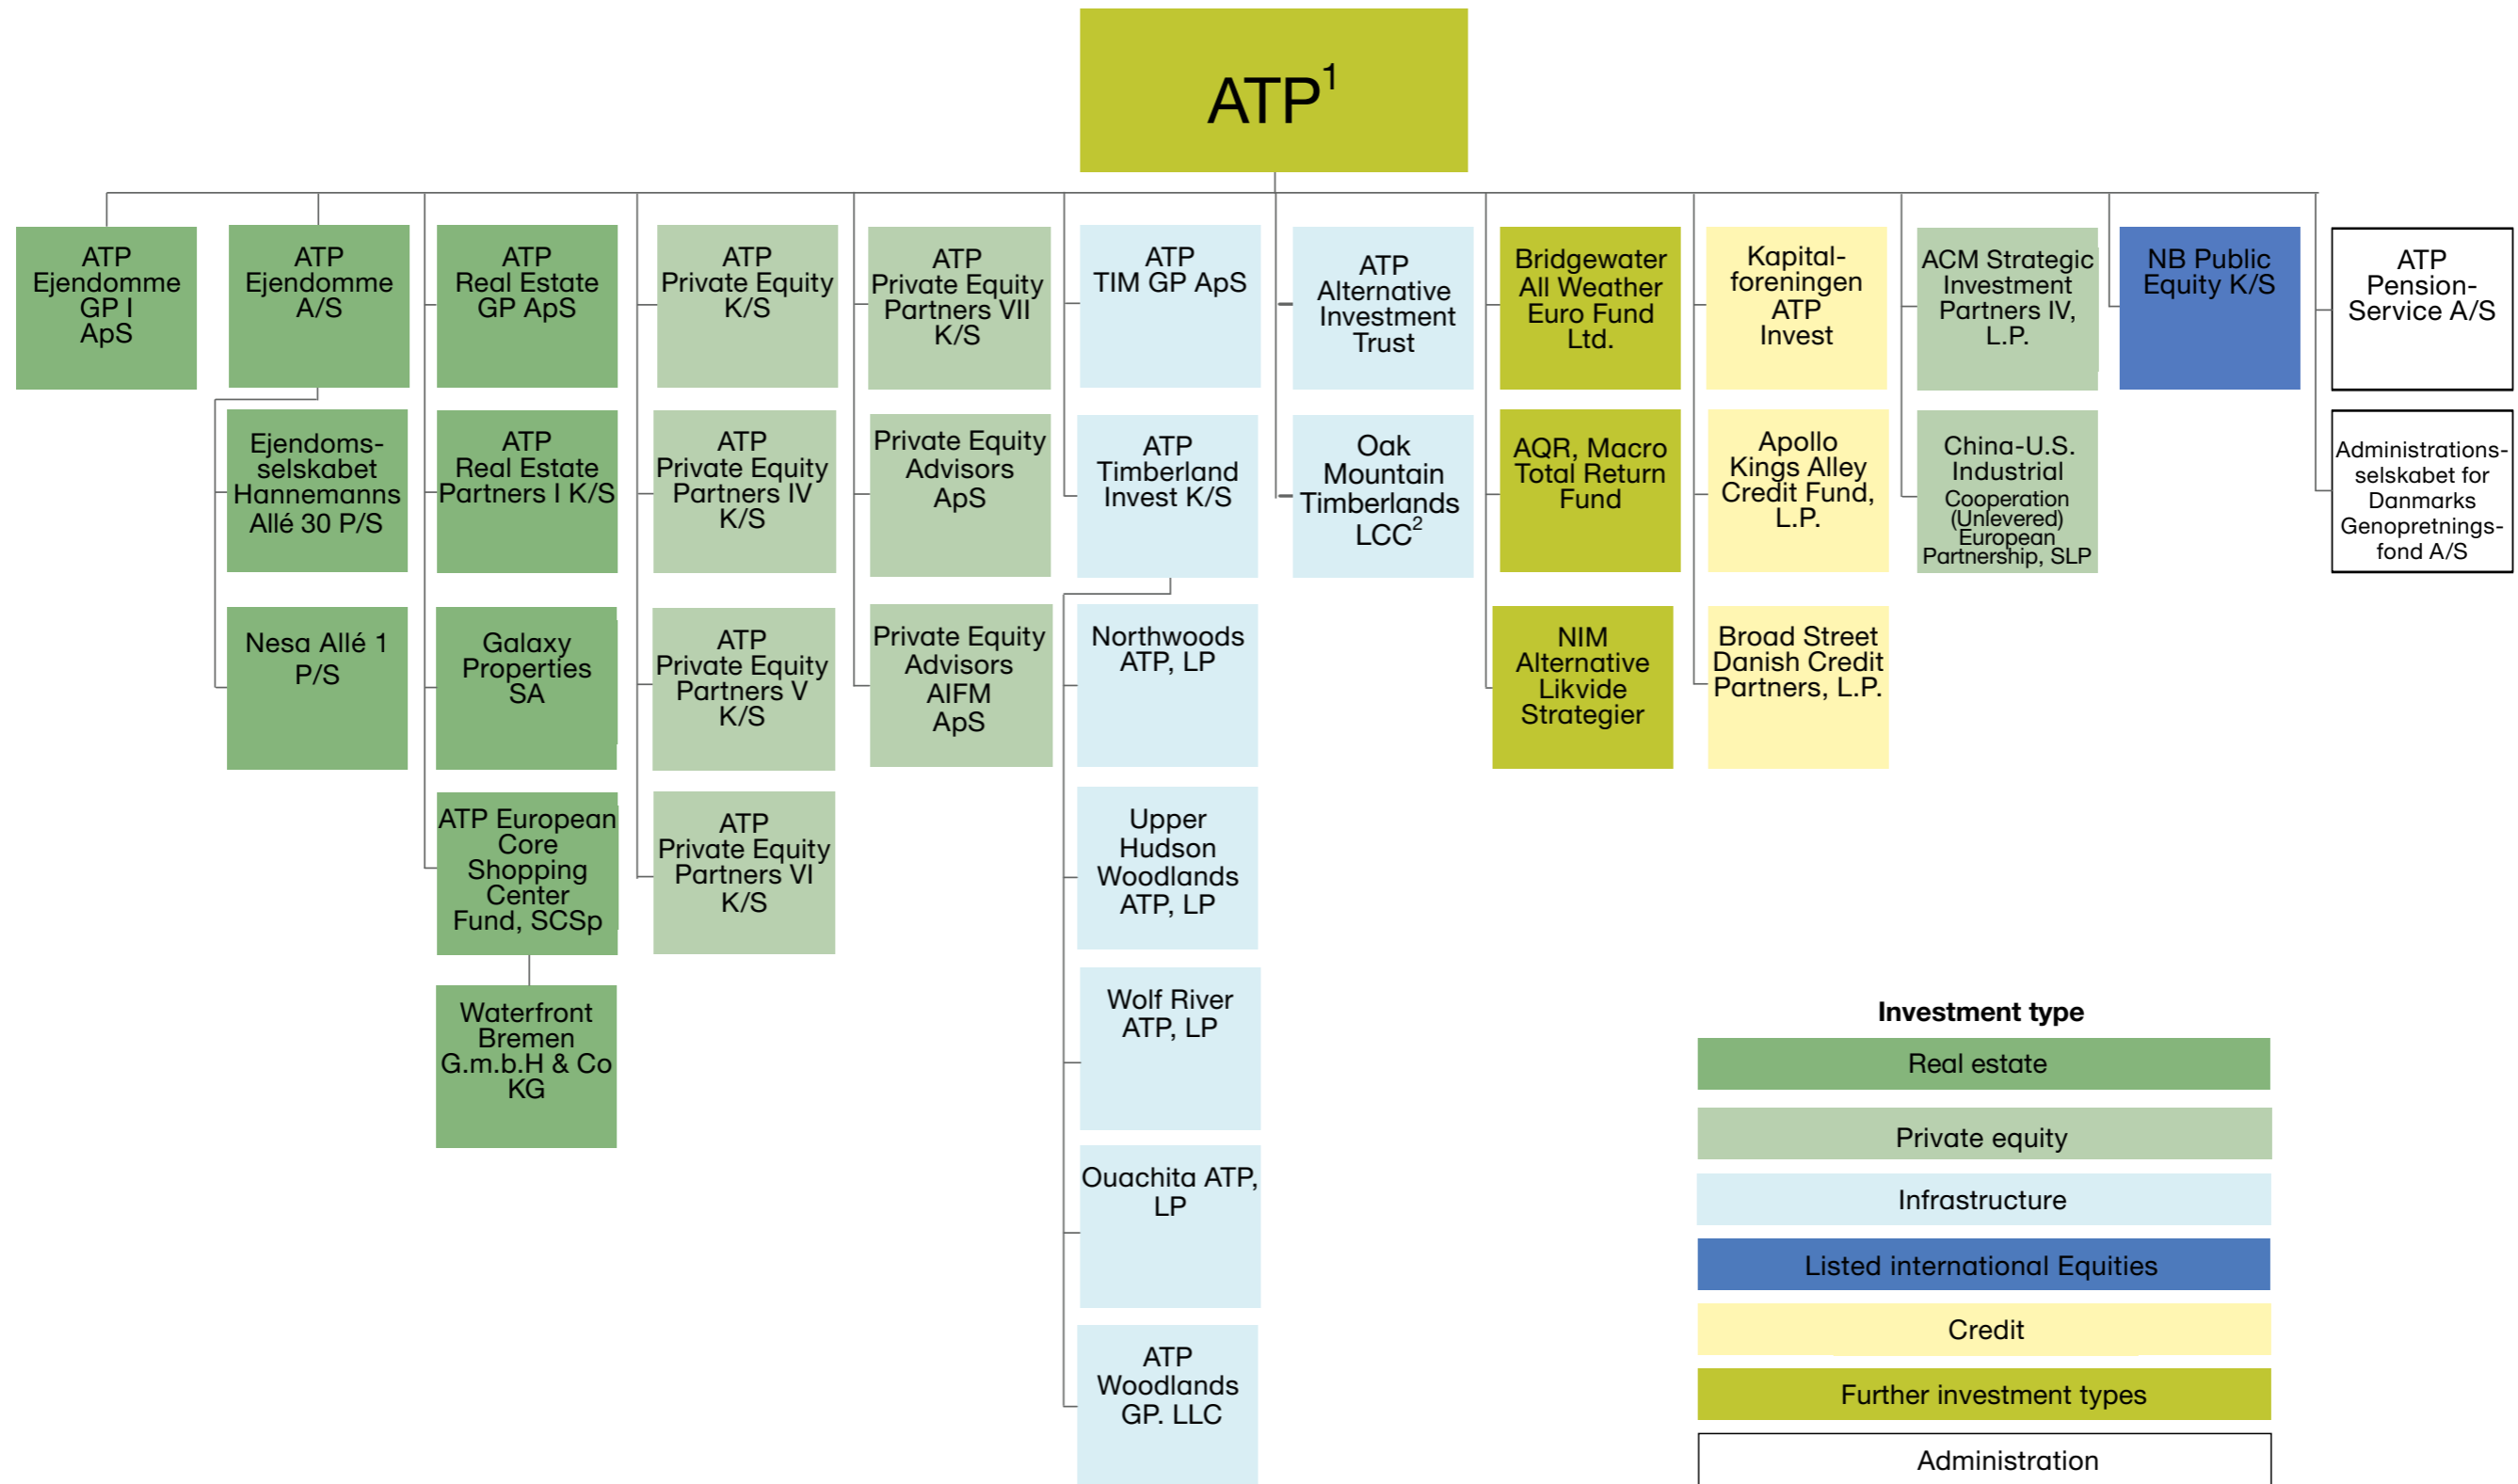 ATP¹
ATP
Ejendomme
GP I
ApS
ATP
Ejendomme
A/S
ATP
Real Estate
GP ApS
ATP
Private Equity
K/S
ATP
Private Equity
Partners VII
K/S
ATP
TIM GP ApS
ATP
Alternative
Investment
Trust
Bridgewater
All Weather
Euro Fund
Ltd.
Kapital-
foreningen
ATP
Invest
ACM Strategic
Investment
Partners IV,
L.P.
NB Public
Equity K/S
ATP
Pension-
Service A/S
Ejendoms-
selskabet
Hannemanns
Allé 30 P/S
ATP
Real Estate
Partners I K/S
ATP
Private Equity
Partners IV
K/S
Private Equity
Advisors
ApS
ATP
Timberland
Invest K/S
Oak
Mountain
Timberlands
LCC²
AQR, Macro
Total Return
Fund
Apollo
Kings Alley
Credit Fund,
L.P.
China-U.S.
Industrial
Cooperation
(Unlevered)
European
Partnership, SLP
Administrations-
selskabet for
Danmarks
Genopretnings-
fond A/S
Nesa Allé 1
P/S
Galaxy
Properties
SA
ATP
Private Equity
Partners V
K/S
Private Equity
Advisors
AIFM
ApS
Northwoods
ATP, LP
NIM
Alternative
Likvide
Strategier
Broad Street
Danish Credit
Partners, L.P.
ATP European
Core
Shopping
Center
Fund, SCSp
ATP
Private Equity
Partners VI
K/S
Upper
Hudson
Woodlands
ATP, LP
Waterfront
Bremen
G.m.b.H & Co
KG
Wolf River
ATP, LP
Ouachita ATP,
LP
ATP
Woodlands
GP. LLC
Investment type
Real estate
Private equity
Infrastructure
Listed international Equities
Credit
Further investment types
Administration